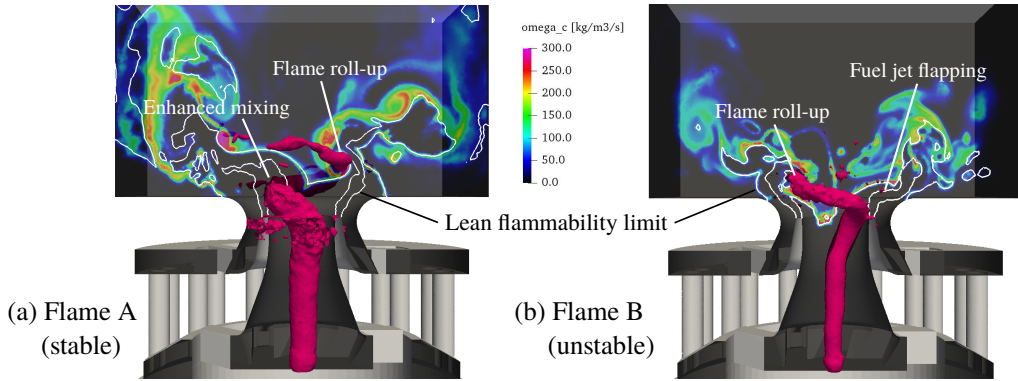 omega_c [kg/m3/s]
300.0
250.0
200.0
150.0
100.0
50.0
0.0
Flame roll-up
Enhanced mixing
Fuel jet flapping
Flame roll-up
Lean flammability limit
(a) Flame A
(stable)
(b) Flame B
(unstable)